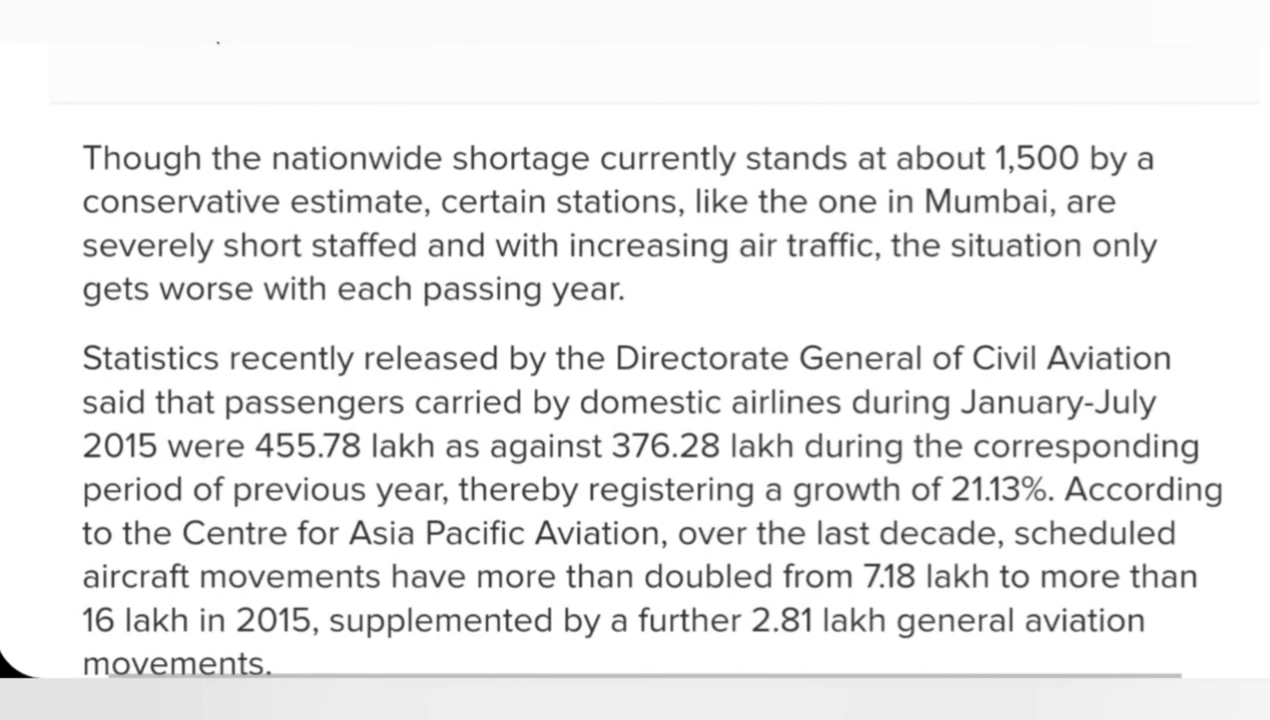 Though the nationwide shortage currently stands at about 1,500 by a
conservative estimate, certain stations, like the one in Mumbai, are
severely short staffed and with increasing air traffic, the situation only
gets worse with each passing year.
Statistics recently released by the Directorate General of Civil Aviation
said that passengers carried by domestic airlines during January-July
2015 were 455.78 lakh as against 376.28 lakh during the corresponding
period of previous year, thereby registering a growth of 21.13%. According
to the Centre for Asia Pacific Aviation, over the last decade, scheduled
aircraft movements have more than doubled from 7.18 lakh to more than
16 lakh in 2015, supplemented by a further 2.81 lakh general aviation
movements.